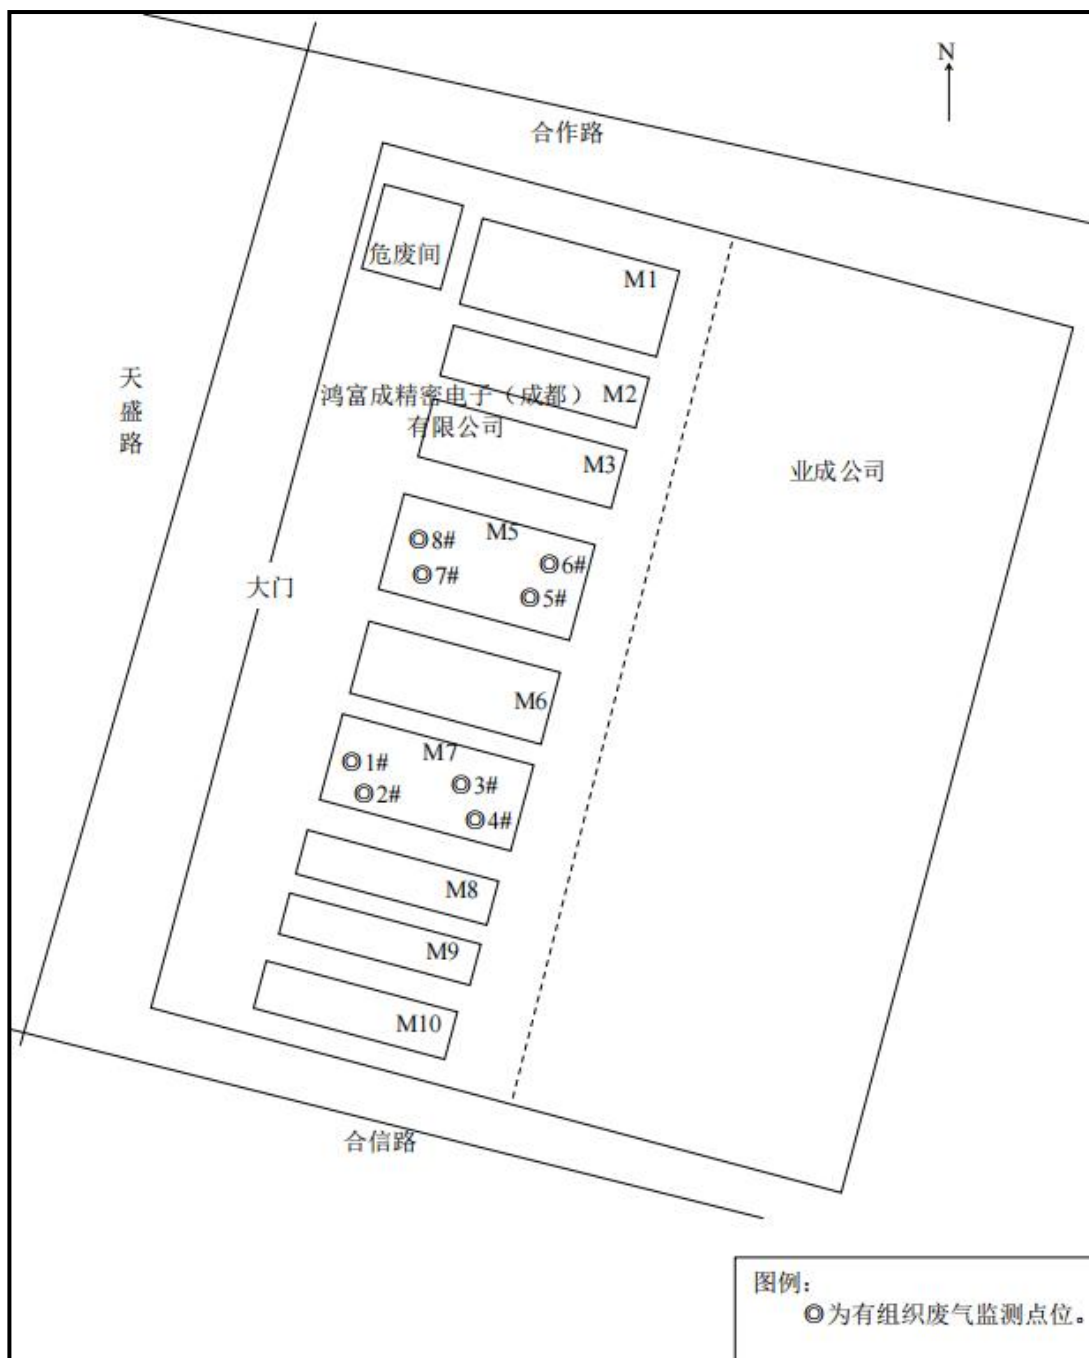 N
合作路
危废间
M1
天盛路
鸿富成精密电子（成都）
有限公司
M2
M3
业成公司
M5
◎8#
◎6#
◎7#
◎5#
大门
M6
M7
◎1#
◎3#
◎2#
◎4#
M8
M9
M10
合信路
图例：
◎为有组织废气监测点位。